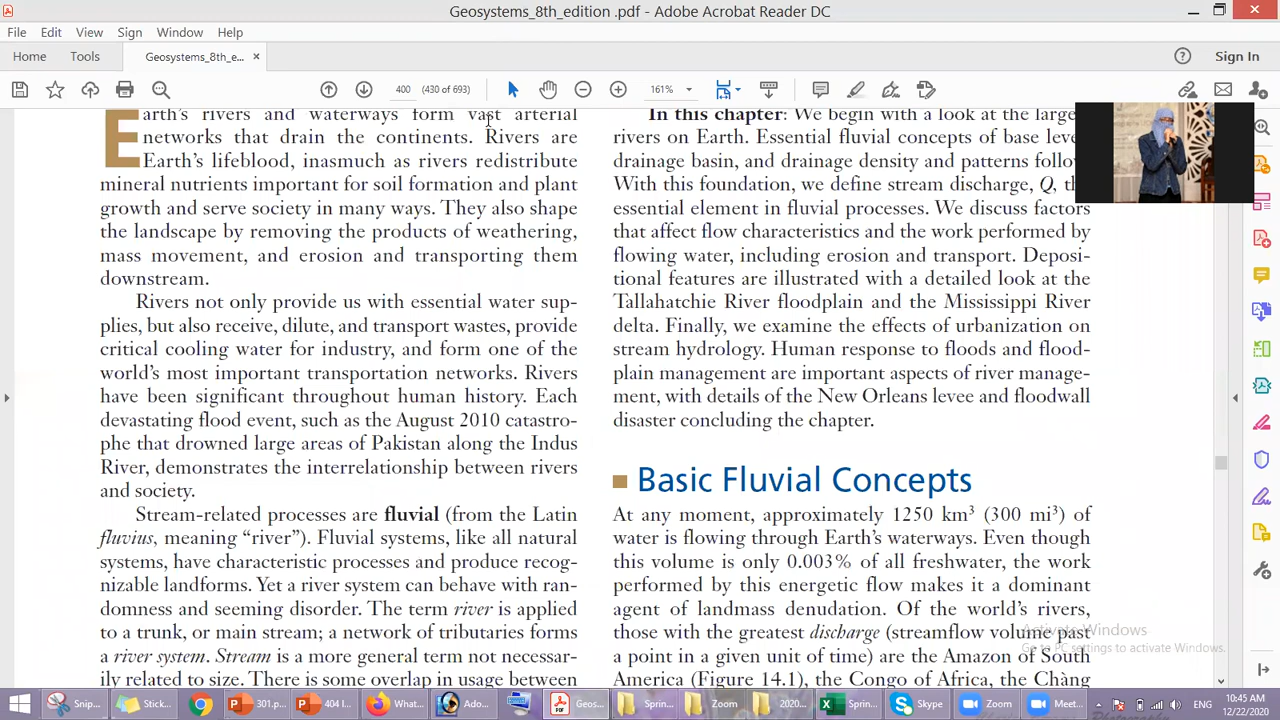 Geosystems_8th_edition .pdf - Adobe Acrobat Reader DC
File Edit View Sign Window Help
Home Tools Geosystems_8th_e... × Sign In
400 (430 of 693) 161%
Earth's rivers and waterways form vast arterial
networks that drain the continents. Rivers are
Earth's lifeblood, inasmuch as rivers redistribute
mineral nutrients important for soil formation and plant
growth and serve society in many ways. They also shape
the landscape by removing the products of weathering,
mass movement, and erosion and transporting them
downstream.
Rivers not only provide us with essential water sup-
plies, but also receive, dilute, and transport wastes, provide
critical cooling water for industry, and form one of the
world's most important transportation networks. Rivers
have been significant throughout human history. Each
devastating flood event, such as the August 2010 catastro-
phe that drowned large areas of Pakistan along the Indus
River, demonstrates the interrelationship between rivers
and society.
Stream-related processes are fluvial (from the Latin
fluvius, meaning “river”). Fluvial systems, like all natural
systems, have characteristic processes and produce recog-
nizable landforms. Yet a river system can behave with ran-
domness and seeming disorder. The term river is applied
to a trunk, or main stream; a network of tributaries forms
a river system. Stream is a more general term not necessar-
ily related to size. There is some overlap in usage between
In this chapter: We begin with a look at the large
rivers on Earth. Essential fluvial concepts of base leve
drainage basin, and drainage density and patterns follow
With this foundation, we define stream discharge, Q, th
essential element in fluvial processes. We discuss factors
that affect flow characteristics and the work performed by
flowing water, including erosion and transport. Deposi-
tional features are illustrated with a detailed look at the
Tallahatchie River floodplain and the Mississippi River
delta. Finally, we examine the effects of urbanization on
stream hydrology. Human response to floods and flood-
plain management are important aspects of river manage-
ment, with details of the New Orleans levee and floodwall
disaster concluding the chapter.
Basic Fluvial Concepts
At any moment, approximately 1250 km³ (300 mi³) of
water is flowing through Earth's waterways. Even though
this volume is only 0.003% of all freshwater, the work
performed by this energetic flow makes it a dominant
agent of landmass denudation. Of the world's rivers,
those with the greatest discharge (streamflow volume past
a point in a given unit of time) are the Amazon of South
America (Figure 14.1), the Congo of Africa, the Chàng
Activate Windows
Go to PC settings to activate Windows.
Snip... Stick... 301.p... 404 l... What... Ado... Geos... Sprin... Zoom 2020... Sprin... Skype Zoom Meet... ENG 10:45 AM
12/22/2020